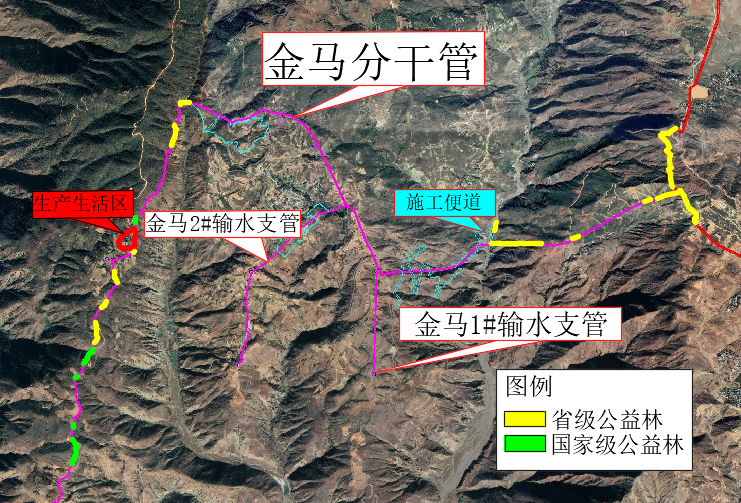 金马分干管
生产生活区
施工便道
金马2#输水支管
金马1#输水支管
图例
省级公益林
国家级公益林